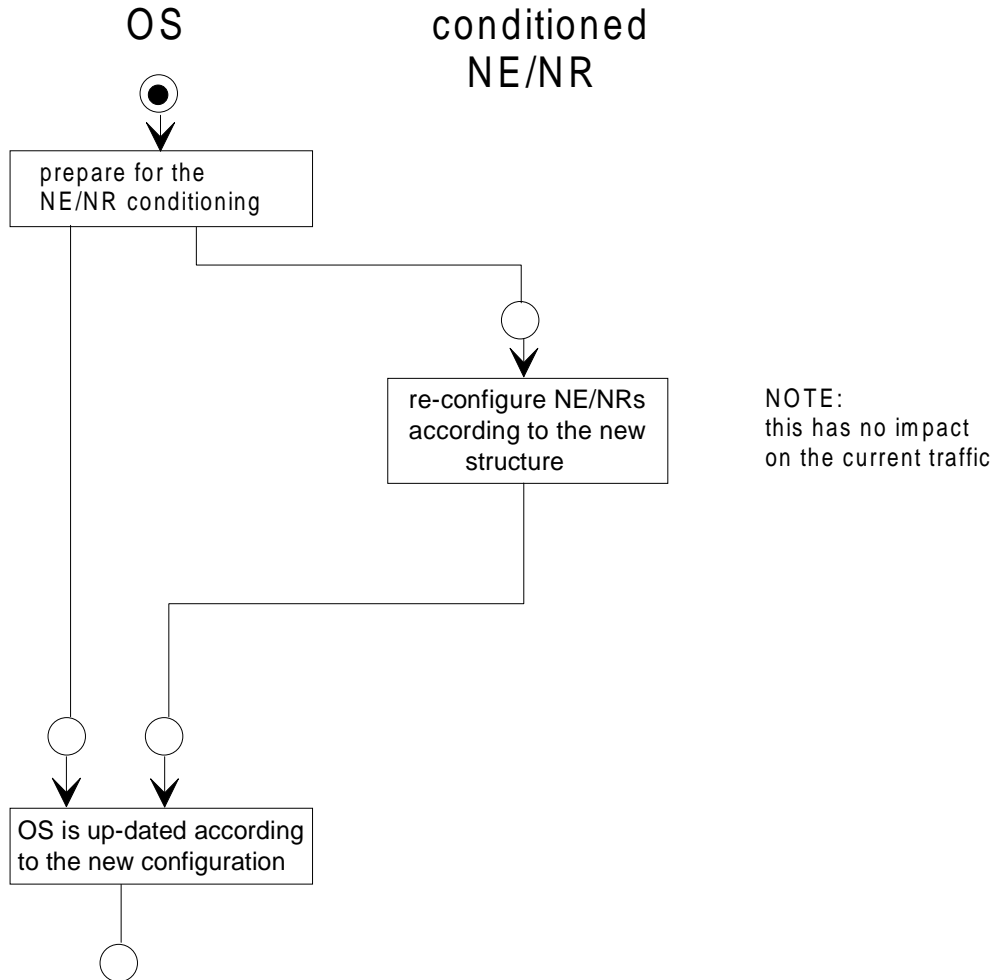 OS
conditioned
NE/NR
prepare for the
NE/NR conditioning
re-configure NE/NRs
according to the new
structure
NOTE:
this has no impact
on the current traffic
OS is up-dated according
to the new configuration